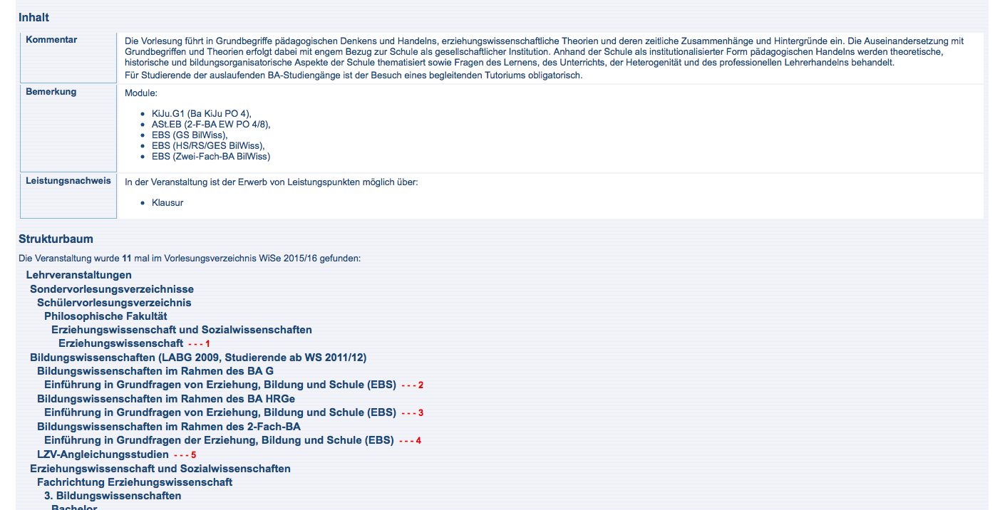 Inhalt
Kommentar
Die Vorlesung führt in Grundbegriffe pädagogischen Denkens und Handelns, erziehungswissenschaftliche Theorien und deren zeitliche Zusammenhänge und Hintergründe ein. Die Auseinandersetzung mit
Grundbegriffen und Theorien erfolgt dabei mit engem Bezug zur Schule als gesellschaftlicher Institution. Anhand der Schule als institutionalisierter Form pädagogischen Handelns werden theoretische,
historische und bildungsorganisatorische Aspekte der Schule thematisiert sowie Fragen des Lernens, des Unterrichts, der Heterogenität und des professionellen Lehrerhandelns behandelt.
Für Studierende der auslaufenden BA-Studiengänge ist der Besuch eines begleitenden Tutoriums obligatorisch.
Bemerkung
Module:
• KiJu.G1 (Ba KiJu PO 4),
• ASt.EB (2-F-BA EW PO 4/8),
• EBS (GS BilWiss),
• EBS (HS/RS/GES BilWiss),
• EBS (Zwei-Fach-BA BilWiss)
Leistungsnachweis
In der Veranstaltung ist der Erwerb von Leistungspunkten möglich über:
• Klausur
Strukturbaum
Die Veranstaltung wurde 11 mal im Vorlesungsverzeichnis WiSe 2015/16 gefunden:
Lehrveranstaltungen
Sondervorlesungsverzeichnisse
Schülervorlesungsverzeichnis
Philosophische Fakultät
Erziehungswissenschaft und Sozialwissenschaften
Erziehungswissenschaft - - - 1
Bildungswissenschaften (LABG 2009, Studierende ab WS 2011/12)
Bildungswissenschaften im Rahmen des BA G
Einführung in Grundfragen von Erziehung, Bildung und Schule (EBS) - - - 2
Bildungswissenschaften im Rahmen des BA HRGe
Einführung in Grundfragen von Erziehung, Bildung und Schule (EBS) - - - 3
Bildungswissenschaften im Rahmen des 2-Fach-BA
Einführung in Grundfragen der Erziehung, Bildung und Schule (EBS) - - - 4
LZV-Angleichungsstudien - - - 5
Erziehungswissenschaft und Sozialwissenschaften
Fachrichtung Erziehungswissenschaft
3. Bildungswissenschaften
Bachelor